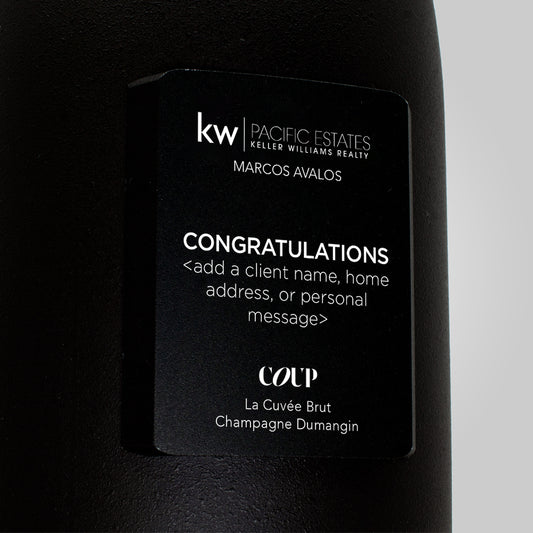 kw PACIFIC ESTATES
KELLER WILLIAMS REALTY
MARCOS AVALOS
CONGRATULATIONS
<add a client name, home
address, or personal
message>
COUP
La Cuvée Brut
Champagne Dumangin